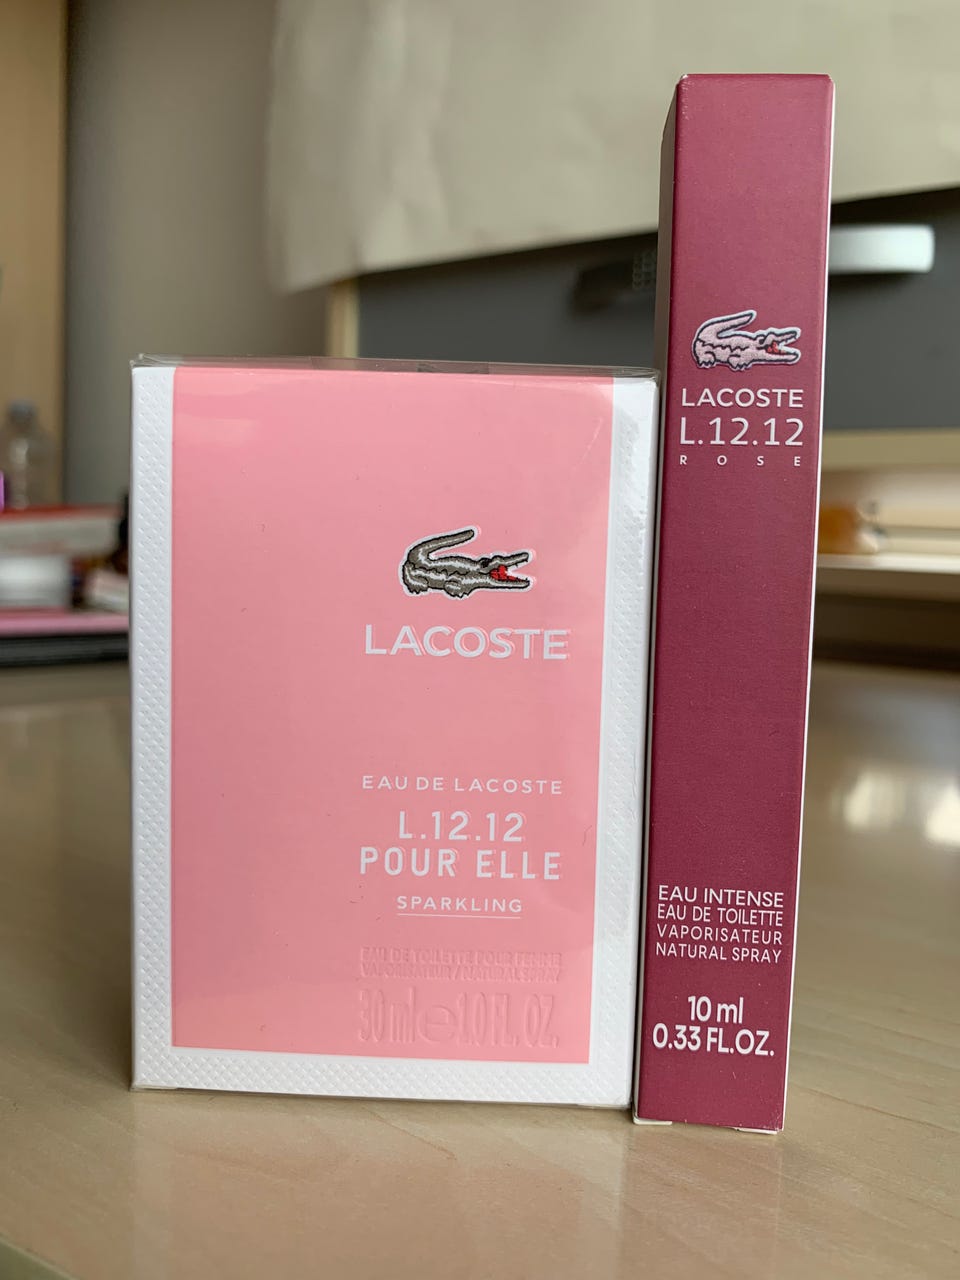 LACOSTE
EAU DE LACOSTE
L.12.12
POUR ELLE
SPARKLING
EAU DE TOILETTE POUR FEMME
VAPORISATEUR / NATURAL SPRAY
30 ml e 1.0 FL. OZ.
LACOSTE
L.12.12
ROSE
EAU INTENSE
EAU DE TOILETTE
VAPORISATEUR
NATURAL SPRAY
10 ml
0.33 FL.OZ.